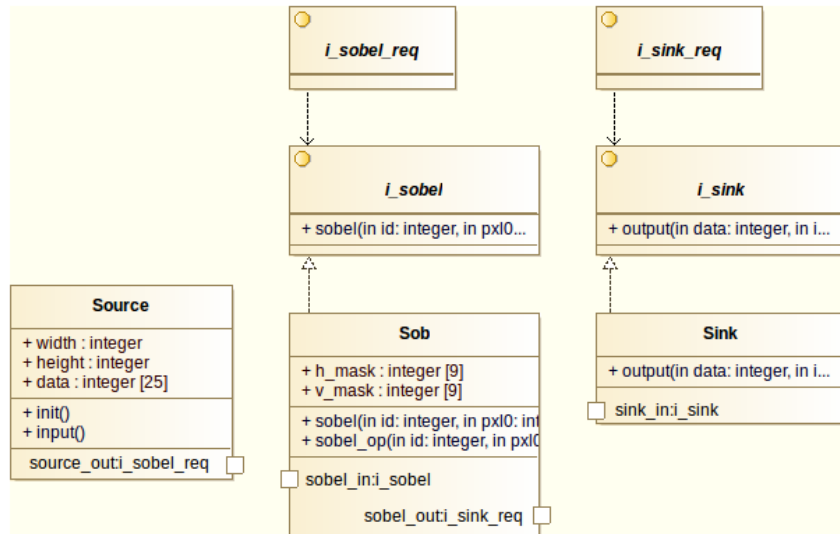 i_sobel_req
i_sink_req
i_sobel
+ sobel(in id: integer, in pxl0...
i_sink
+ output(in data: integer, in i...
Source
+ width : integer
+ height : integer
+ data : integer [25]
+ init()
+ input()
source_out:i_sobel_req
Sob
+ h_mask : integer [9]
+ v_mask : integer [9]
+ sobel(in id: integer, in pxl0: int
+ sobel_op(in id: integer, in pxl0
sobel_in:i_sobel
sobel_out:i_sink_req
Sink
+ output(in data: integer, in i...
sink_in:i_sink